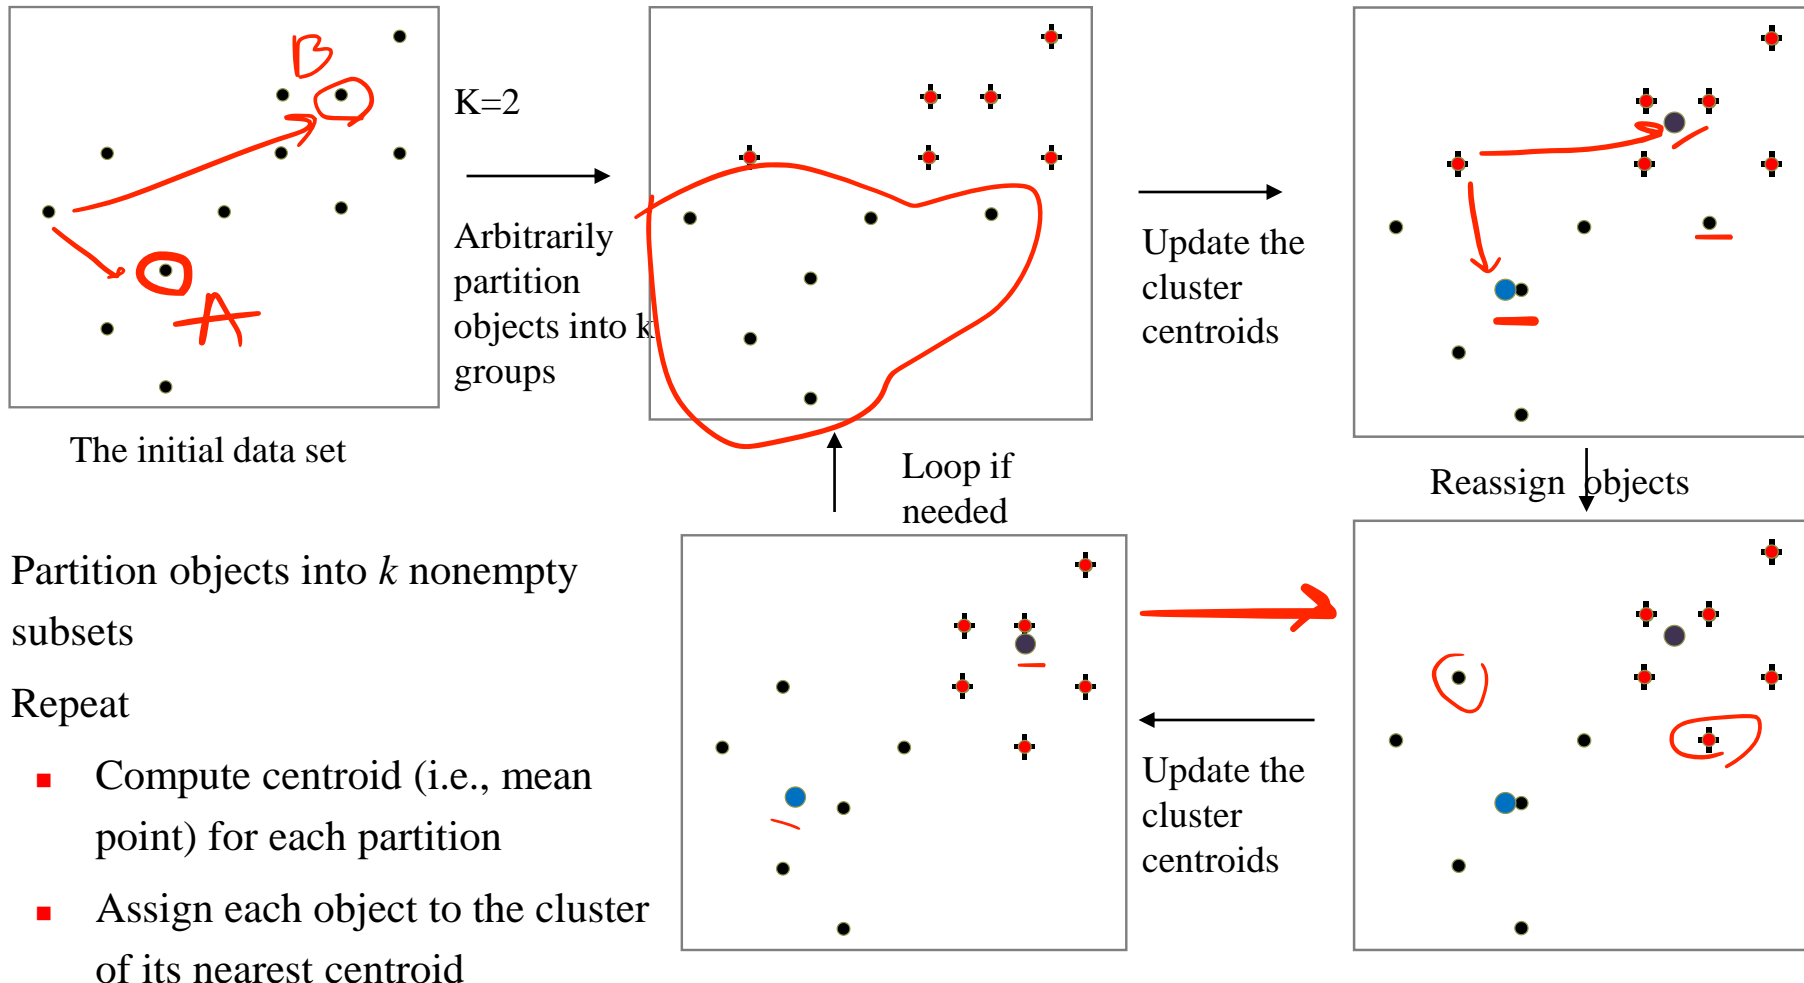 B
A
The initial data set
K=2
Arbitrarily
partition
objects into k
groups
Update the
cluster
centroids
Reassign objects
Loop if
needed
Update the
cluster
centroids
Partition objects into k nonempty
subsets
Repeat
Compute centroid (i.e., mean
point) for each partition
Assign each object to the cluster
of its nearest centroid